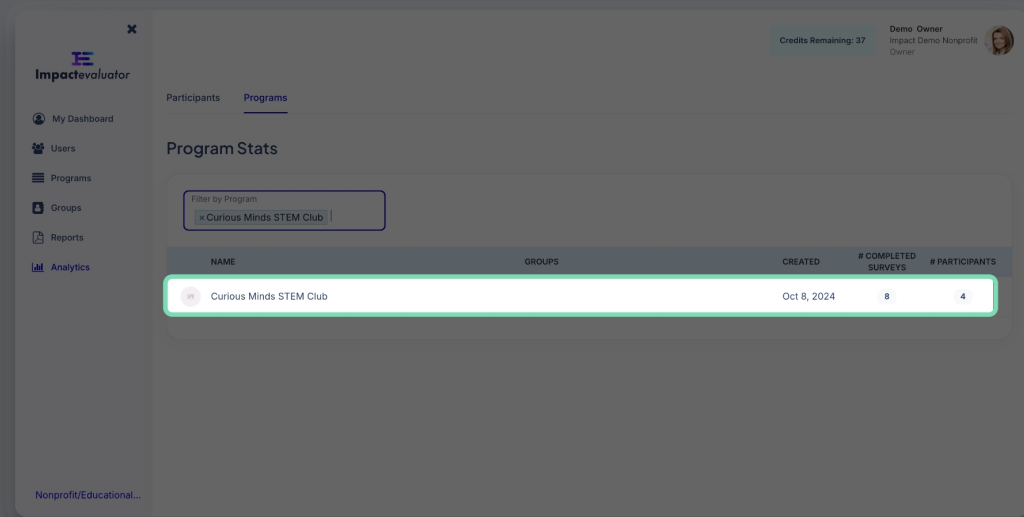 ✖
Credits Remaining: 37
Demo Owner
Impact Demo Nonprofit
Owner
Impactevaluator
My Dashboard
Users
Programs
Groups
Reports
Analytics
Nonprofit/Educational...
Participants
Programs
Program Stats
Filter by Program
× Curious Minds STEM Club
NAME
GROUPS
CREATED
# COMPLETED
SURVEYS
# PARTICIPANTS
Curious Minds STEM Club
Oct 8, 2024
8
4